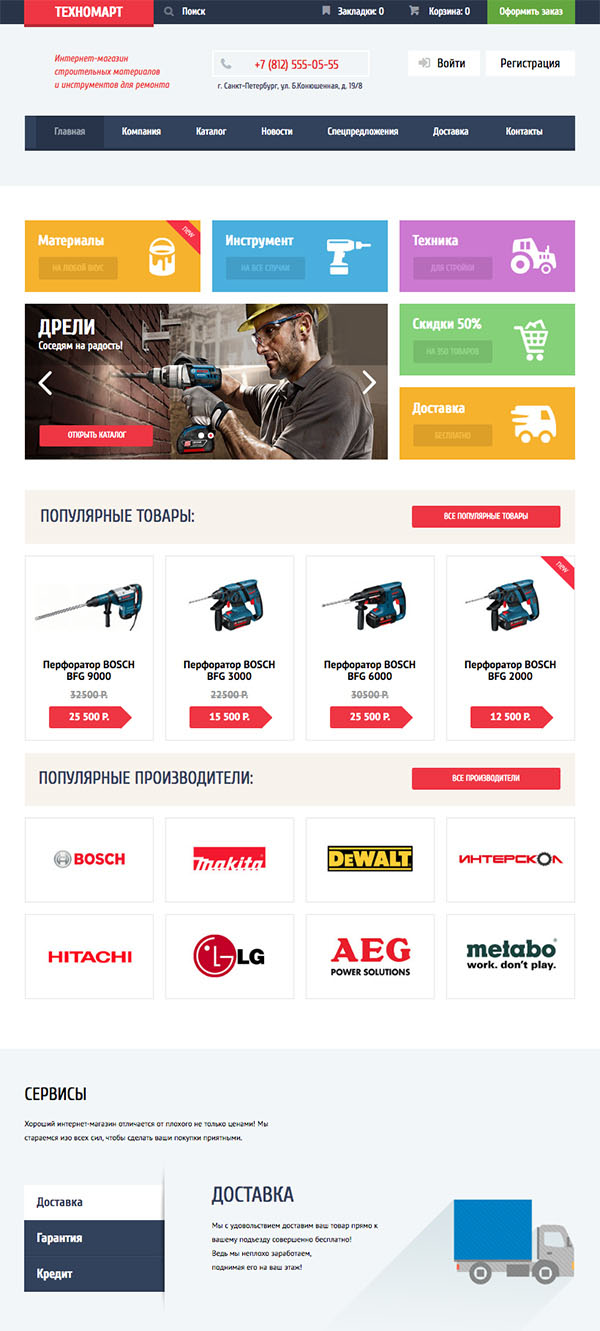 ТЕХНОМАРТ Поиск Закладки: 0 Корзина: 0 Оформить заказ
Интернет-магазин
строительных материалов
и инструментов для ремонта
+7 (812) 555-05-55
г. Санкт-Петербург, ул. Б.Конюшенная, д. 19/8
Войти Регистрация
Главная Компания Каталог Новости Спецпредложения Доставка Контакты
Материалы
НА ЛЮБОЙ ВКУС
new
Инструмент
НА ВСЕ СЛУЧАИ
Техника
ДЛЯ СТРОЙКИ
ДРЕЛИ
Соседям на радость!
ОТКРЫТЬ КАТАЛОГ
Скидки 50%
НА 350 ТОВАРОВ
Доставка
БЕСПЛАТНО
ПОПУЛЯРНЫЕ ТОВАРЫ:
ВСЕ ПОПУЛЯРНЫЕ ТОВАРЫ
Перфоратор BOSCH
BFG 9000
32500 Р.
25 500 Р.
Перфоратор BOSCH
BFG 3000
22500 Р.
15 500 Р.
Перфоратор BOSCH
BFG 6000
30500 Р.
25 500 Р.
new
Перфоратор BOSCH
BFG 2000
12 500 Р.
ПОПУЛЯРНЫЕ ПРОИЗВОДИТЕЛИ:
ВСЕ ПРОИЗВОДИТЕЛИ
BOSCH
makita
DEWALT
ИНТЕРСКОЛ
HITACHI
LG
AEG
POWER SOLUTIONS
metabo
work. don't play.
СЕРВИСЫ
Хороший интернет-магазин отличается от плохого не только ценами! Мы
стараемся изо всех сил, чтобы сделать ваши покупки приятными.
Доставка
Гарантия
Кредит
ДОСТАВКА
Мы с удовольствием доставим ваш товар прямо к
вашему подъезду совершенно бесплатно!
Ведь мы неплохо заработаем,
поднимая его на ваш этаж!